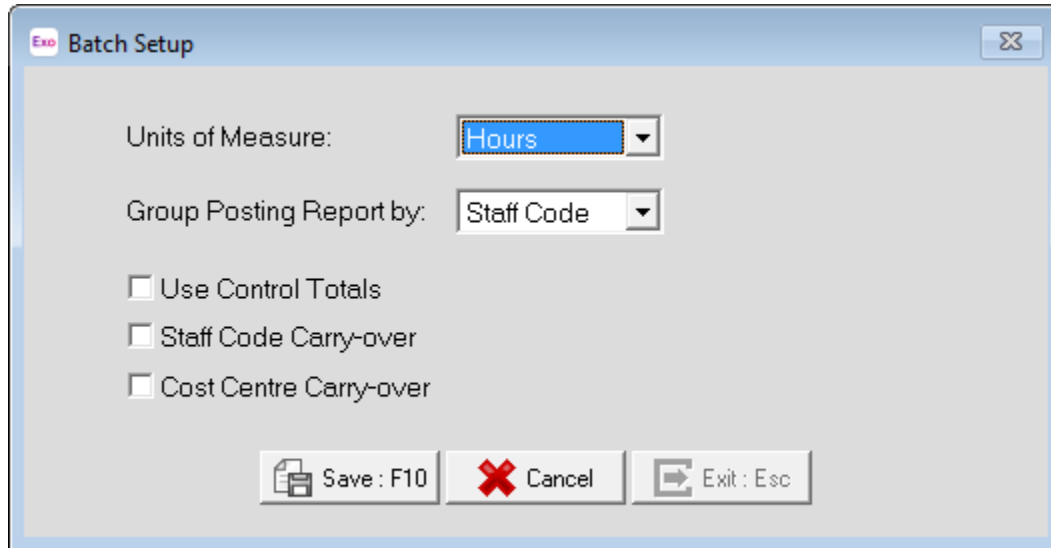 Exo Batch Setup
Units of Measure: Hours
Group Posting Report by: Staff Code
Use Control Totals
Staff Code Carry-over
Cost Centre Carry-over
Save : F10 Cancel Exit : Esc